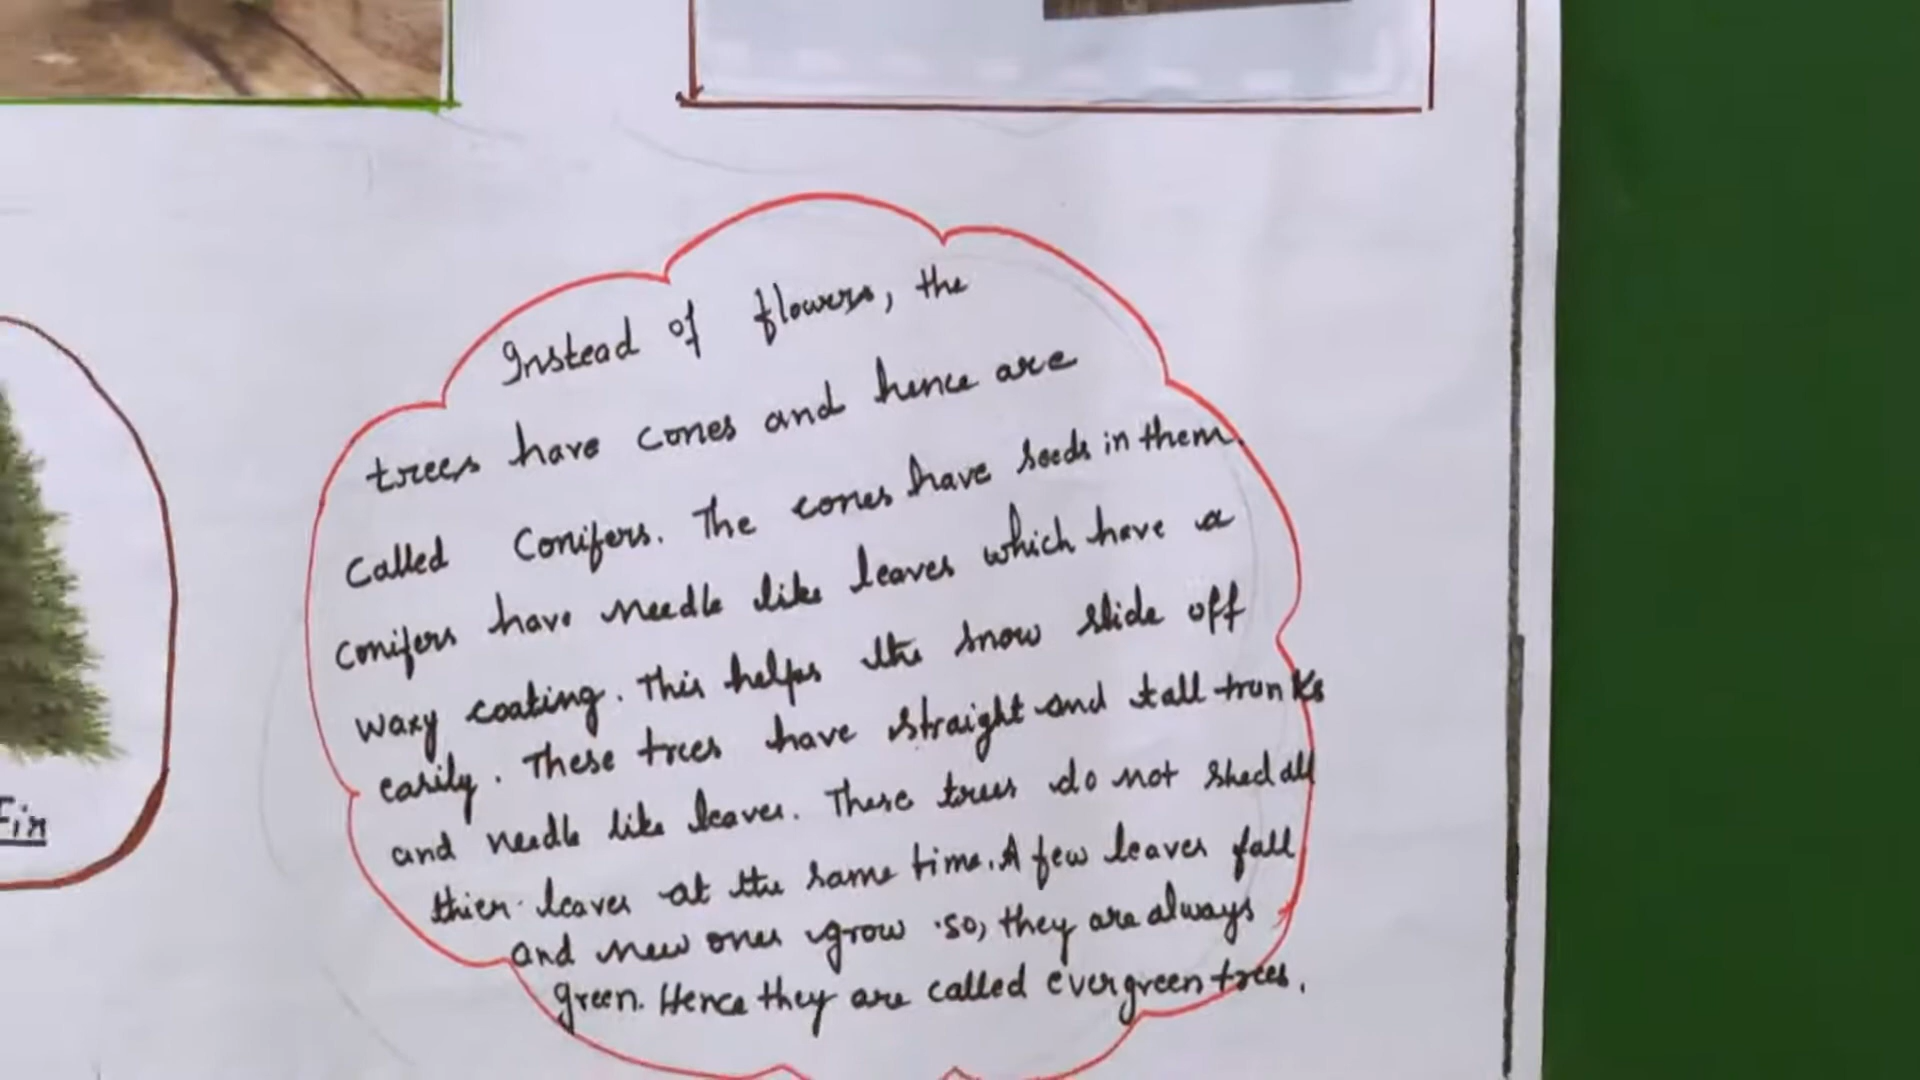 Instead of flowers, the
trees have cones and hence are
called Conifers. The cones have seeds in them.
conifers have needle like leaves which have a
waxy coating. This helps the snow slide off
easily. These trees have straight and tall trunks
and needle like leaves. These trees do not shed all
thier leaves at the same time. A few leaves fall
and new ones grow so, they are always
green. Hence they are called evergreen trees.
Fir